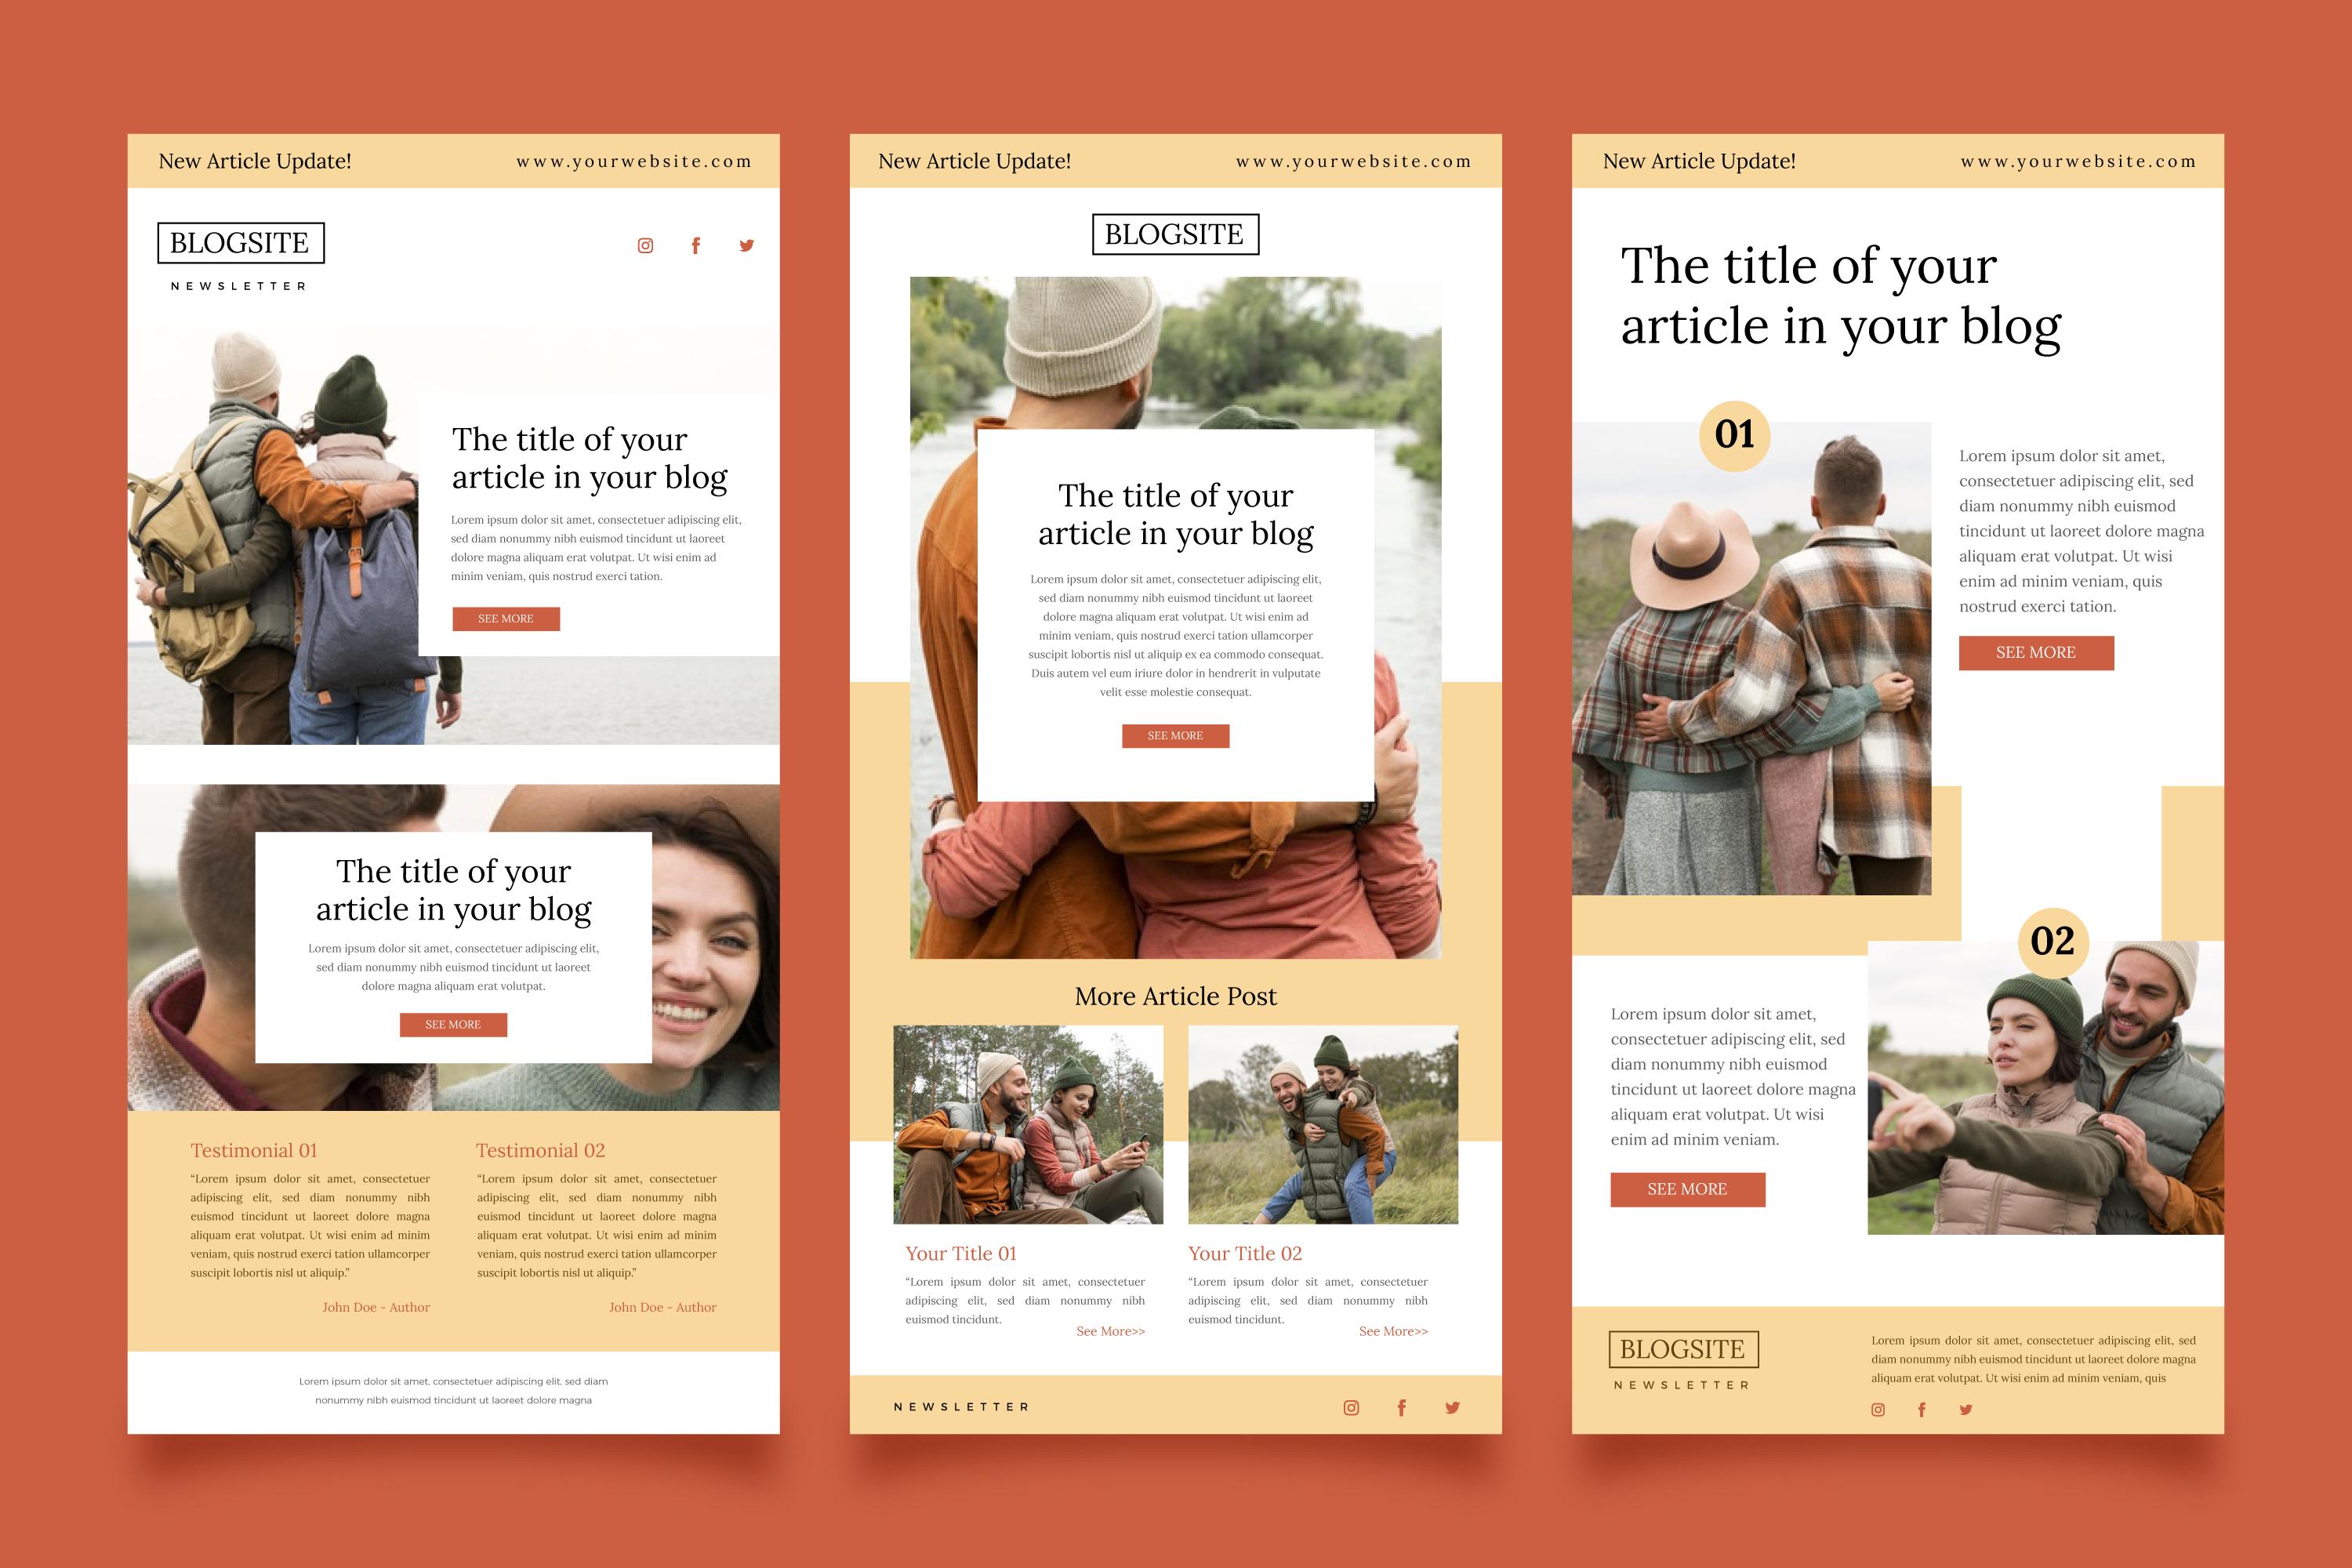 New Article Update!
www.yourwebsite.com
BLOGSITE
NEWSLETTER
The title of your
article in your blog
Lorem ipsum dolor sit amet, consectetuer adipiscing elit,
sed diam nonummy nibh euismod tincidunt ut laoreet
dolore magna aliquam erat volutpat. Ut wisi enim ad
minim veniam, quis nostrud exerci tation.
SEE MORE
The title of your
article in your blog
Lorem ipsum dolor sit amet, consectetuer adipiscing elit,
sed diam nonummy nibh euismod tincidunt ut laoreet
dolore magna aliquam erat volutpat.
SEE MORE
Testimonial 01
“Lorem ipsum dolor sit amet, consectetuer
adipiscing elit, sed diam nonummy nibh
euismod tincidunt ut laoreet dolore magna
aliquam erat volutpat. Ut wisi enim ad minim
veniam, quis nostrud exerci tation ullamcorper
suscipit lobortis nisl ut aliquip.”
John Doe - Author
Testimonial 02
“Lorem ipsum dolor sit amet, consectetuer
adipiscing elit, sed diam nonummy nibh
euismod tincidunt ut laoreet dolore magna
aliquam erat volutpat. Ut wisi enim ad minim
veniam, quis nostrud exerci tation ullamcorper
suscipit lobortis nisl ut aliquip.”
John Doe - Author
Lorem ipsum dolor sit amet, consectetuer adipiscing elit, sed diam
nonummy nibh euismod tincidunt ut laoreet dolore magna
New Article Update!
www.yourwebsite.com
BLOGSITE
The title of your
article in your blog
Lorem ipsum dolor sit amet, consectetuer adipiscing elit,
sed diam nonummy nibh euismod tincidunt ut laoreet
dolore magna aliquam erat volutpat. Ut wisi enim ad
minim veniam, quis nostrud exerci tation ullamcorper
suscipit lobortis nisl ut aliquip ex ea commodo consequat.
Duis autem vel eum iriure dolor in hendrerit in vulputate
velit esse molestie consequat.
SEE MORE
More Article Post
Your Title 01
“Lorem ipsum dolor sit amet, consectetuer
adipiscing elit, sed diam nonummy nibh
euismod tincidunt.
See More>>
Your Title 02
“Lorem ipsum dolor sit amet, consectetuer
adipiscing elit, sed diam nonummy nibh
euismod tincidunt.
See More>>
NEWSLETTER
New Article Update!
www.yourwebsite.com
The title of your
article in your blog
01
Lorem ipsum dolor sit amet,
consectetuer adipiscing elit, sed
diam nonummy nibh euismod
tincidunt ut laoreet dolore magna
aliquam erat volutpat. Ut wisi
enim ad minim veniam, quis
nostrud exerci tation.
SEE MORE
02
Lorem ipsum dolor sit amet,
consectetuer adipiscing elit, sed
diam nonummy nibh euismod
tincidunt ut laoreet dolore magna
aliquam erat volutpat. Ut wisi
enim ad minim veniam.
SEE MORE
BLOGSITE
NEWSLETTER
Lorem ipsum dolor sit amet, consectetuer adipiscing elit, sed
diam nonummy nibh euismod tincidunt ut laoreet dolore magna
aliquam erat volutpat. Ut wisi enim ad minim veniam, quis